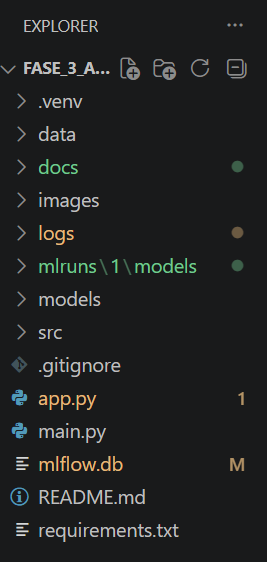 EXPLORER
FASE_3_A...
.venv
data
docs
images
logs
mlruns\1\models
models
src
.gitignore
app.py 1
main.py
mlflow.db M
README.md
requirements.txt